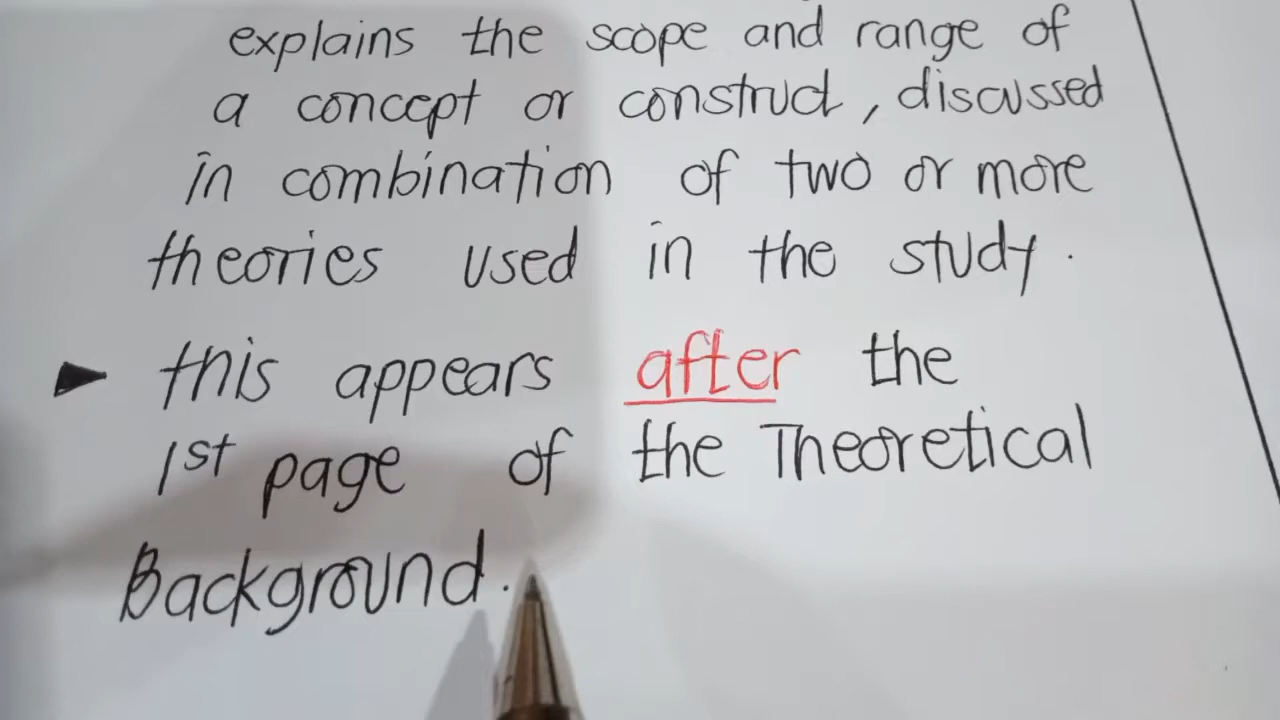 explains the scope and range of
a concept or construct, discussed
in combination of two or more
theories used in the study.
► this appears after the
1st page of the Theoretical
Background.